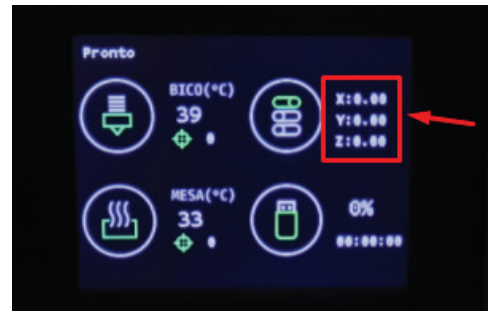 Pronto
BICO(°C)
39
0
X:0.00
Y:0.00
Z:0.00
MESA(°C)
33
0
0%
00:00:00